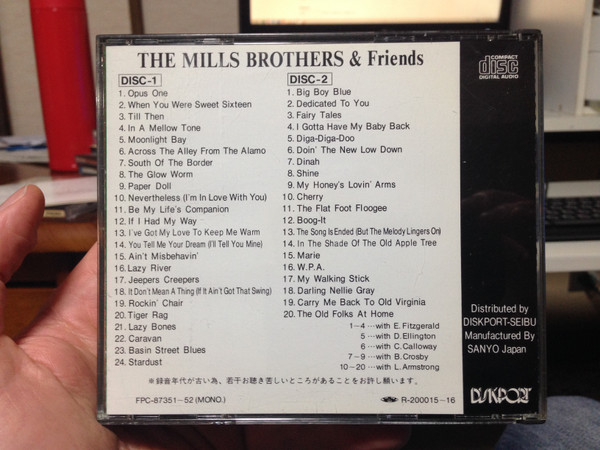 THE MILLS BROTHERS & Friends
DISC-1
1. Opus One
2. When You Were Sweet Sixteen
3. Till Then
4. In A Mellow Tone
5. Moonlight Bay
6. Across The Alley From The Alamo
7. South Of The Border
8. The Glow Worm
9. Paper Doll
10. Nevertheless (I'm In Love With You)
11. Be My Life's Companion
12. If I Had My Way
13. I've Got My Love To Keep Me Warm
14. You Tell Me Your Dream (I'll Tell You Mine)
15. Ain't Misbehavin'
16. Lazy River
17. Jeepers Creepers
18. It Don't Mean A Thing (If It Ain't Got That Swing)
19. Rockin' Chair
20. Tiger Rag
21. Lazy Bones
22. Caravan
23. Basin Street Blues
24. Stardust
DISC-2
1. Big Boy Blue
2. Dedicated To You
3. Fairy Tales
4. I Gotta Have My Baby Back
5. Diga-Diga-Doo
6. Doin' The New Low Down
7. Dinah
8. Shine
9. My Honey's Lovin' Arms
10. Cherry
11. The Flat Foot Floogee
12. Boog-It
13. The Song Is Ended (But The Melody Lingers On)
14. In The Shade Of The Old Apple Tree
15. Marie
16. W.P.A.
17. My Walking Stick
18. Darling Nellie Gray
19. Carry Me Back To Old Virginia
20. The Old Folks At Home
1~4 …with E. Fitzgerald
5 …with D. Ellington
6 …with C. Calloway
7~9 …with B. Crosby
10~20 …with L. Armstrong
※録音年代が古い為、若干お聴き苦しいところがあることをお許し願います。
FPC-87351~52 (MONO.)
R-200015~16
COMPACT
disc
DIGITAL AUDIO
Distributed by
DISKPORT-SEIBU
Manufactured By
SANYO Japan
DISKPORT